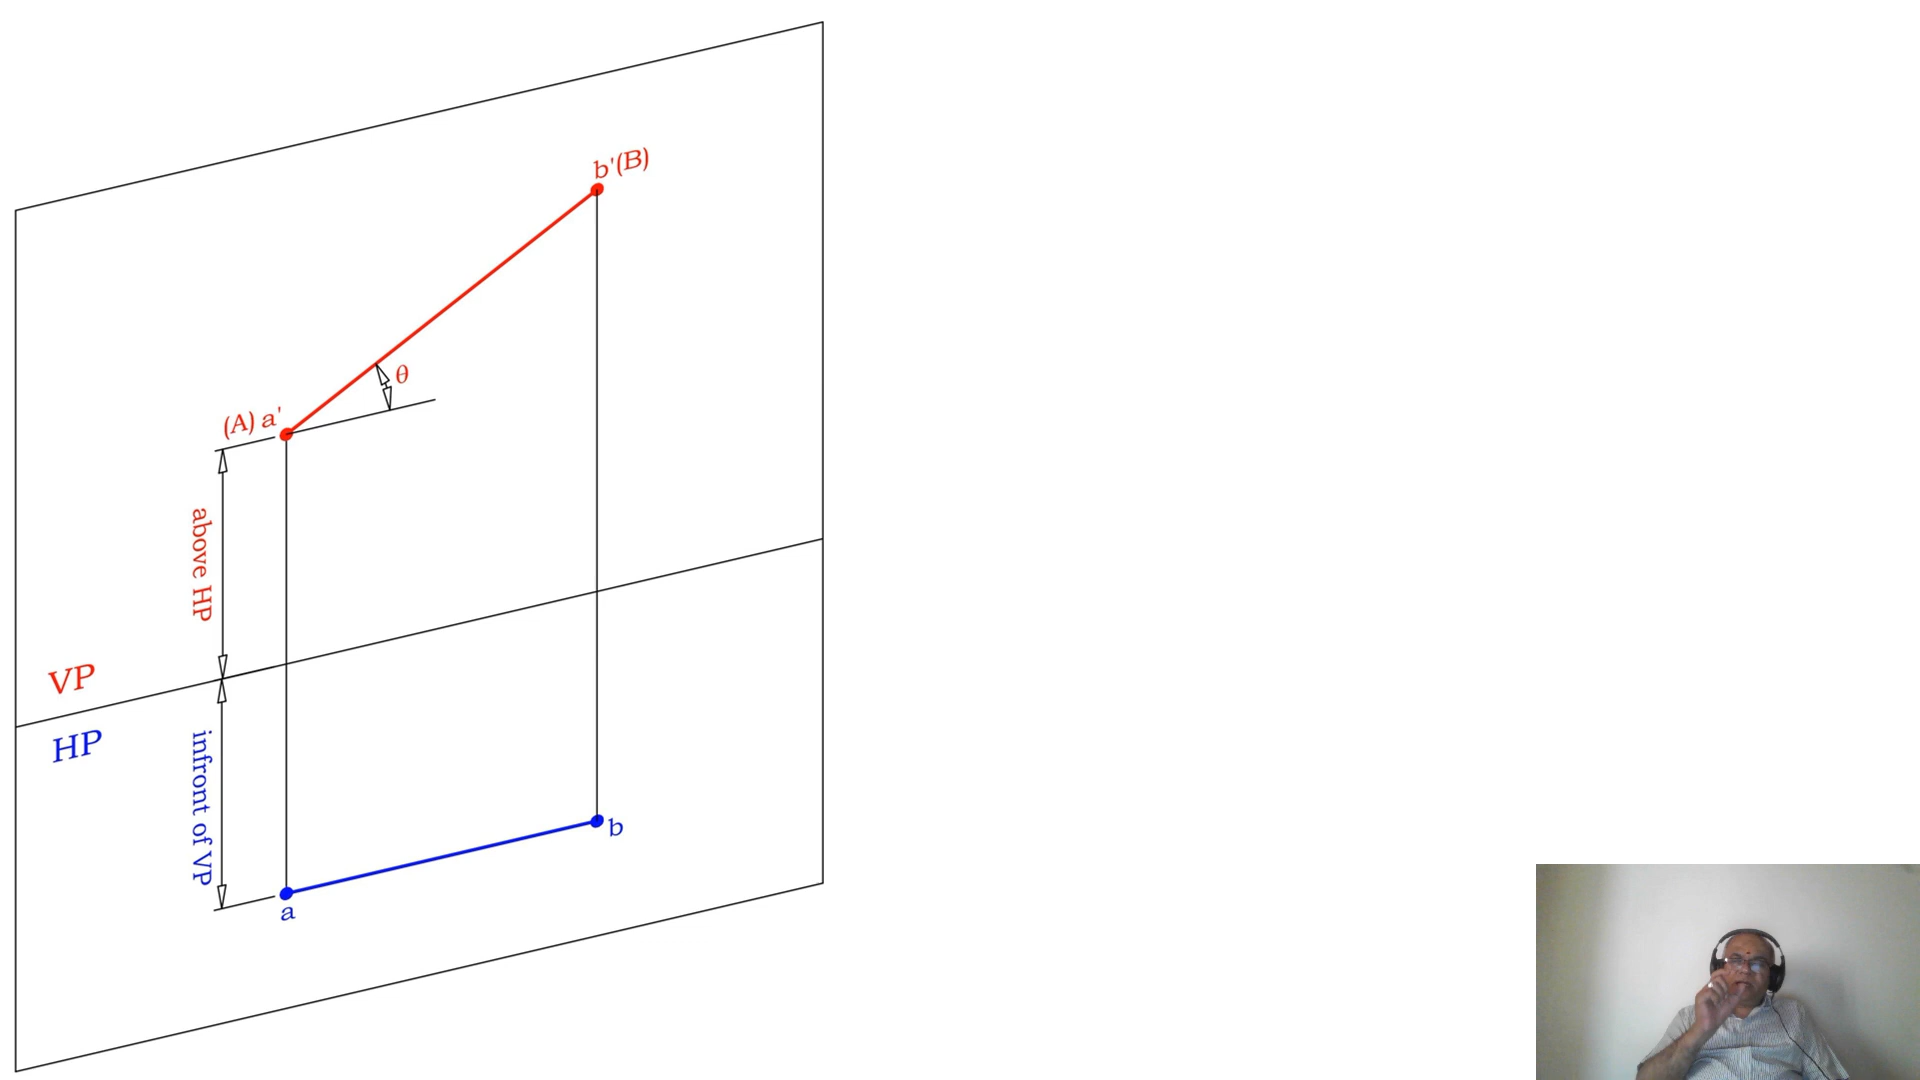 b'(B)
θ
(A) a'
above HP
VP
HP
infront of VP
b
a